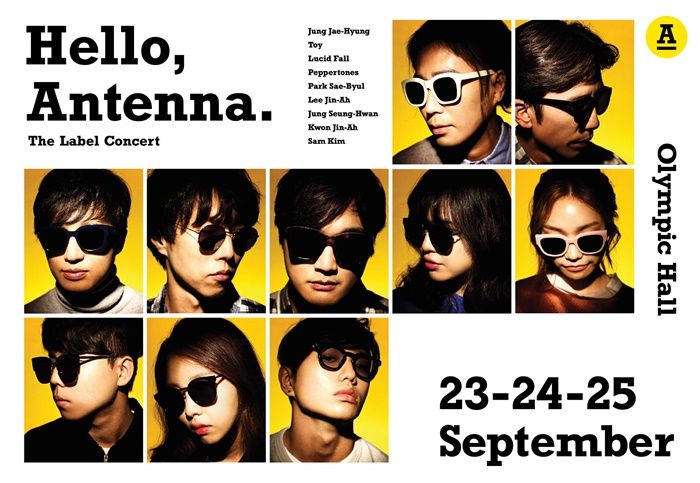 Hello,
Antenna.
The Label Concert
Jung Jae-Hyung
Toy
Lucid Fall
Peppertones
Park Sae-Byul
Lee Jin-Ah
Jung Seung-Hwan
Kwon Jin-Ah
Sam Kim
A
Olympic Hall
23-24-25
September